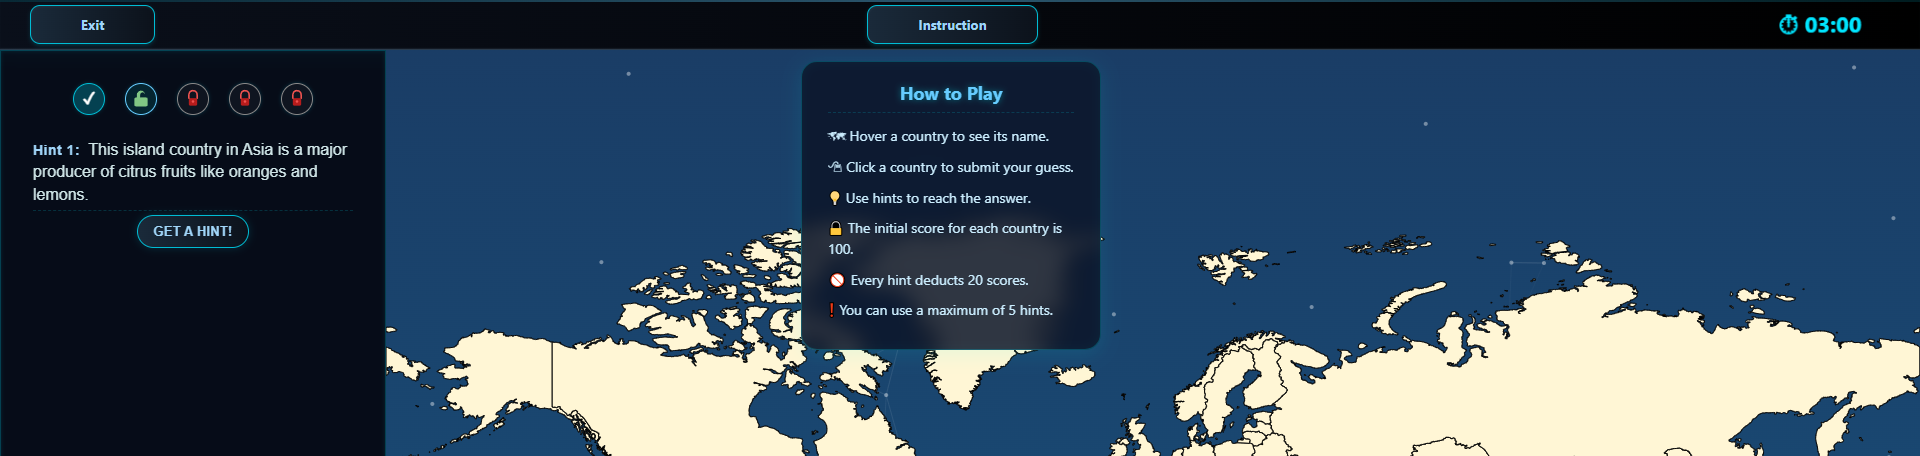 Exit
Instruction
03:00
Hint 1: This island country in Asia is a major
producer of citrus fruits like oranges and
lemons.
GET A HINT!
How to Play
Hover a country to see its name.
Click a country to submit your guess.
Use hints to reach the answer.
The initial score for each country is
100.
Every hint deducts 20 scores.
You can use a maximum of 5 hints.